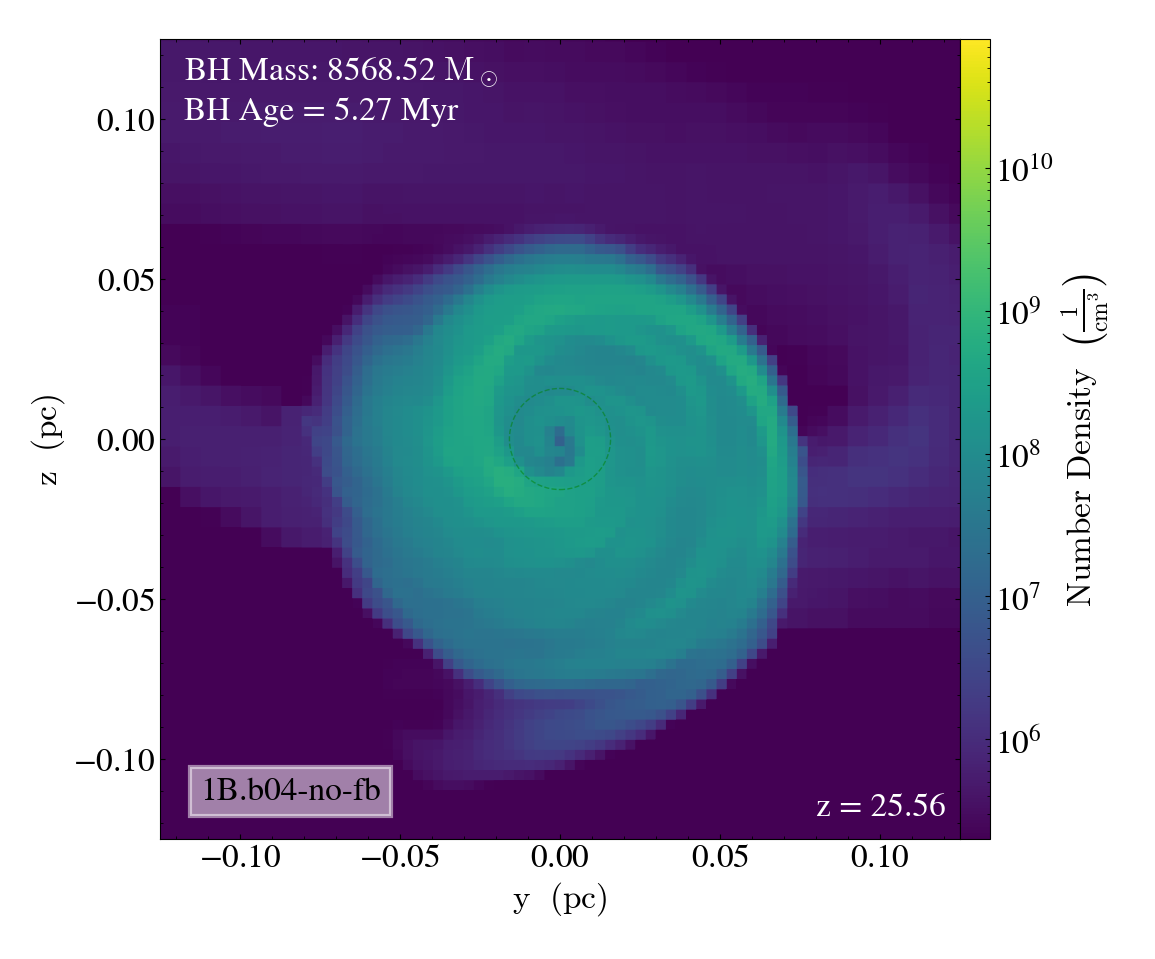 BH Mass: 8568.52 M⊙
BH Age = 5.27 Myr
0.10
0.05
0.00
−0.05
−0.10
z (pc)
1B.b04-no-fb
z = 25.56
−0.10 −0.05 0.00 0.05 0.10
y (pc)
10¹⁰
10⁹
10⁸
10⁷
10⁶
Number Density (1/cm³)